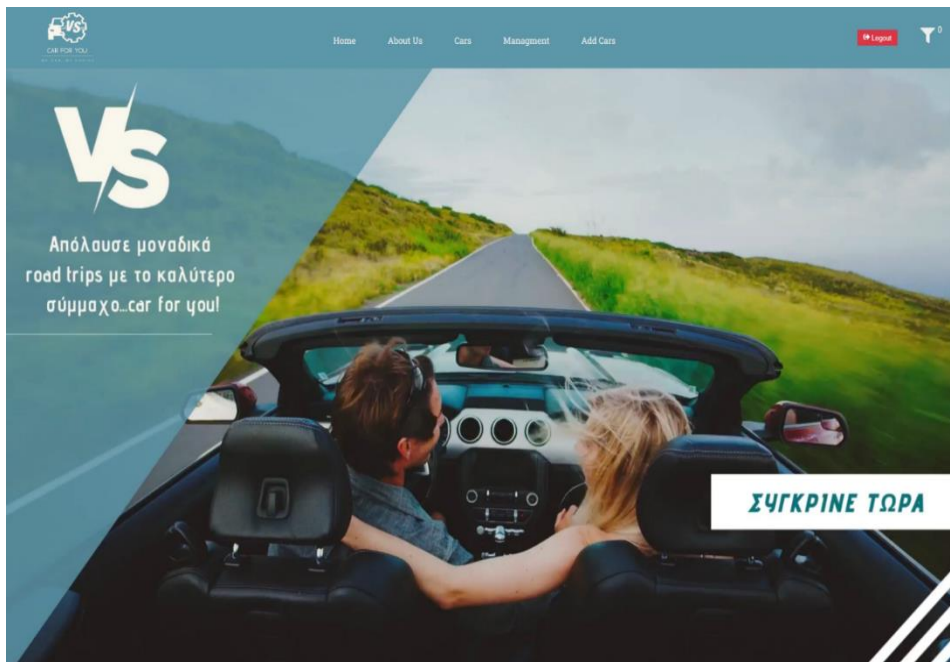 VS
CAR FOR YOU
Home
About Us
Cars
Managment
Add Cars
Logout
0
VS
Απόλαυσε μοναδικά
road trips με το καλύτερο
σύμμαχο...car for you!
ΣΥΓΚΡΙΝΕ ΤΩΡΑ